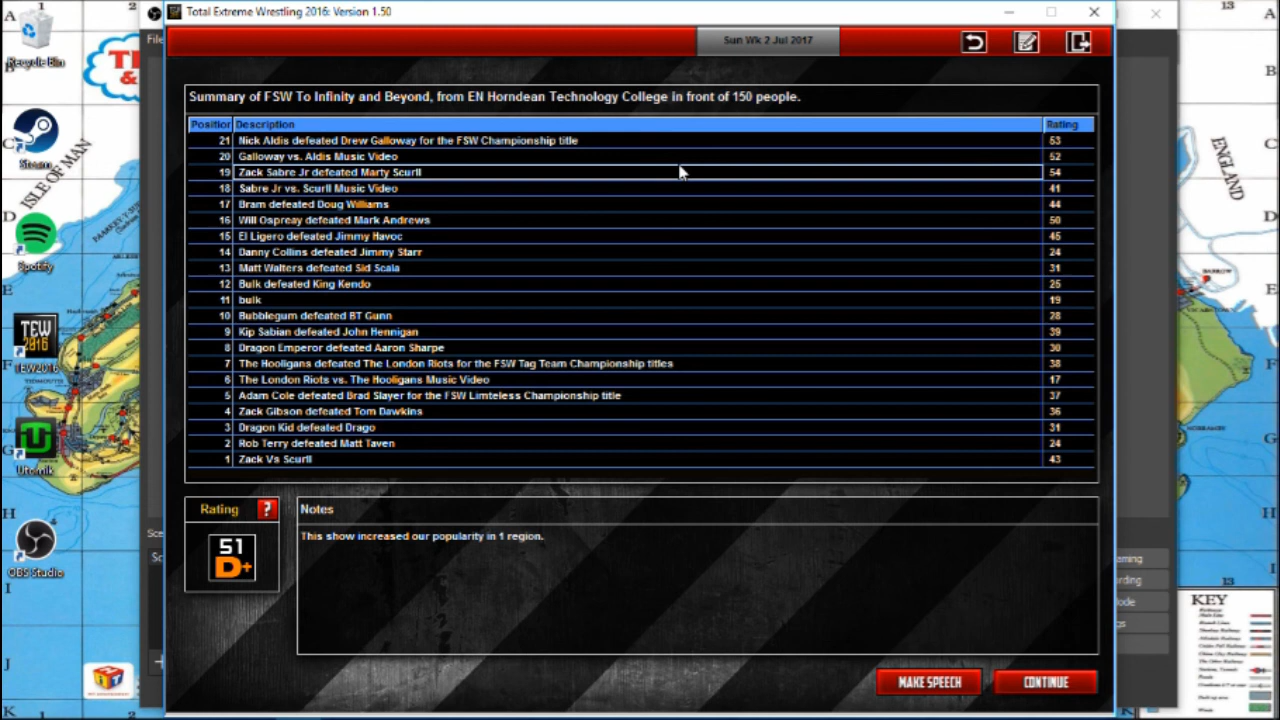 Total Extreme Wrestling 2016: Version 1.50
Sun Wk 2 Jul 2017
Summary of FSW To Infinity and Beyond, from EN Horndean Technology College in front of 150 people.
Position Description Rating
21 Nick Aldis defeated Drew Galloway for the FSW Championship title 53
20 Galloway vs. Aldis Music Video 52
19 Zack Sabre Jr defeated Marty Scurll 54
18 Sabre Jr vs. Scurll Music Video 41
17 Bram defeated Doug Williams 44
16 Will Ospreay defeated Mark Andrews 50
15 El Ligero defeated Jimmy Havoc 45
14 Danny Collins defeated Jimmy Starr 24
13 Matt Walters defeated Sid Scala 31
12 Bulk defeated King Kendo 25
11 bulk 19
10 Bubblegum defeated BT Gunn 28
9 Kip Sabian defeated John Hennigan 39
8 Dragon Emperor defeated Aaron Sharpe 30
7 The Hooligans defeated The London Riots for the FSW Tag Team Championship titles 38
6 The London Riots vs. The Hooligans Music Video 17
5 Adam Cole defeated Brad Slayer for the FSW Limteless Championship title 37
4 Zack Gibson defeated Tom Dawkins 36
3 Dragon Kid defeated Drago 31
2 Rob Terry defeated Matt Taven 24
1 Zack Vs Scurll 43
Rating ?
51
D+
Notes
This show increased our popularity in 1 region.
MAKE SPEECH
CONTINUE
Recycle Bin
Steam
Spotify
TEW
2016
TEW2016
Utomik
OBS Studio
File
ISLE OF MAN
ENGLAND
KEY
1
2
13
A
B
C
D
E
F
G
H
I
J
K